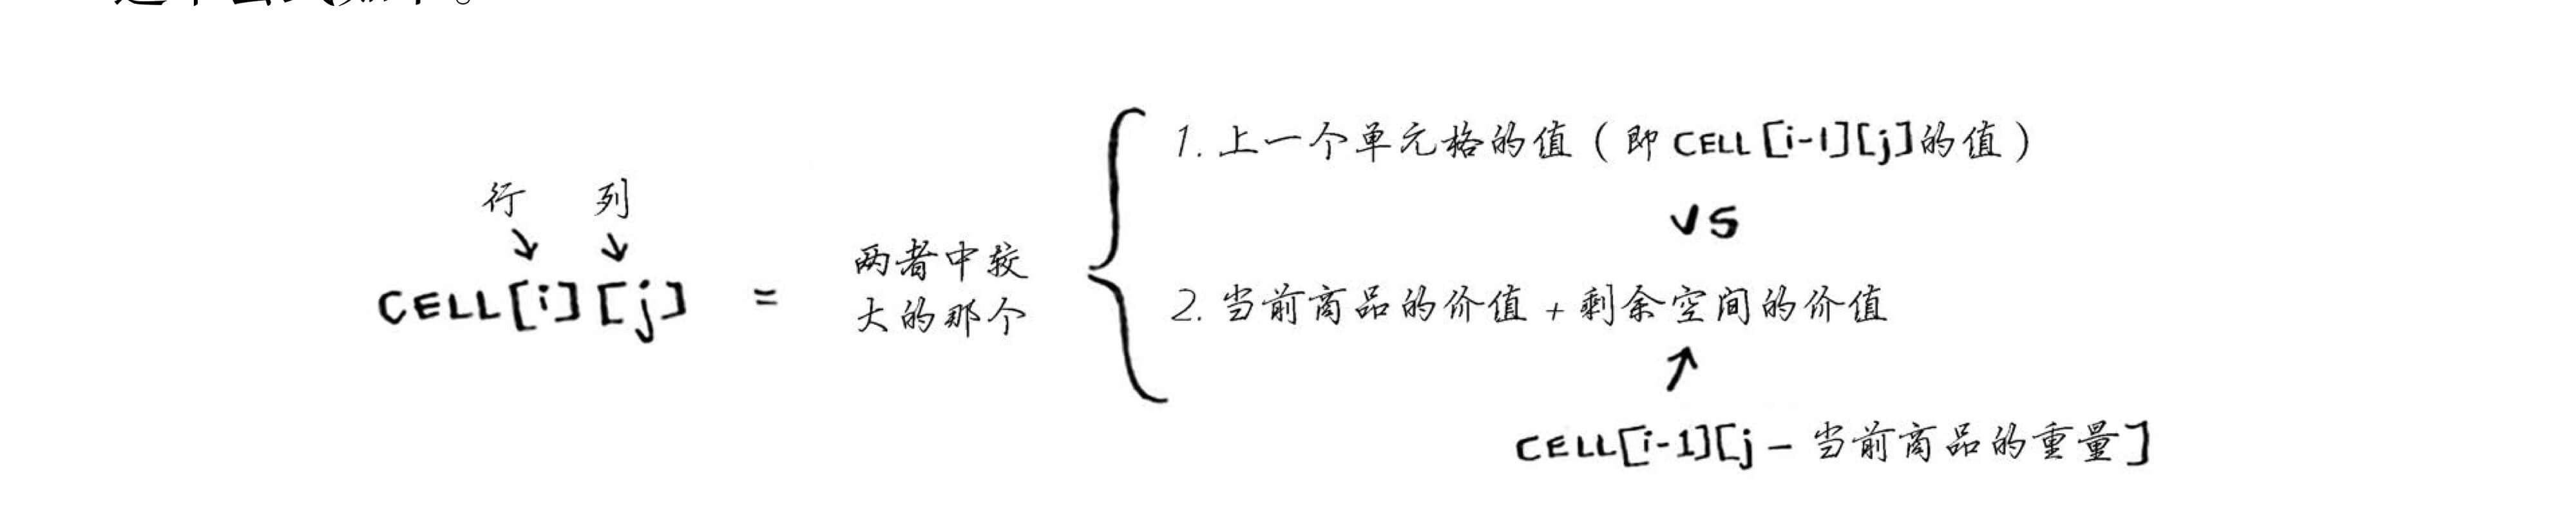 行 列
CELL[i][j] = 两者中较
大的那个
1. 上一个单元格的值（即 CELL[i-1][j]的值）
VS
2. 当前商品的价值 + 剩余空间的价值
CELL[i-1][j - 当前商品的重量]